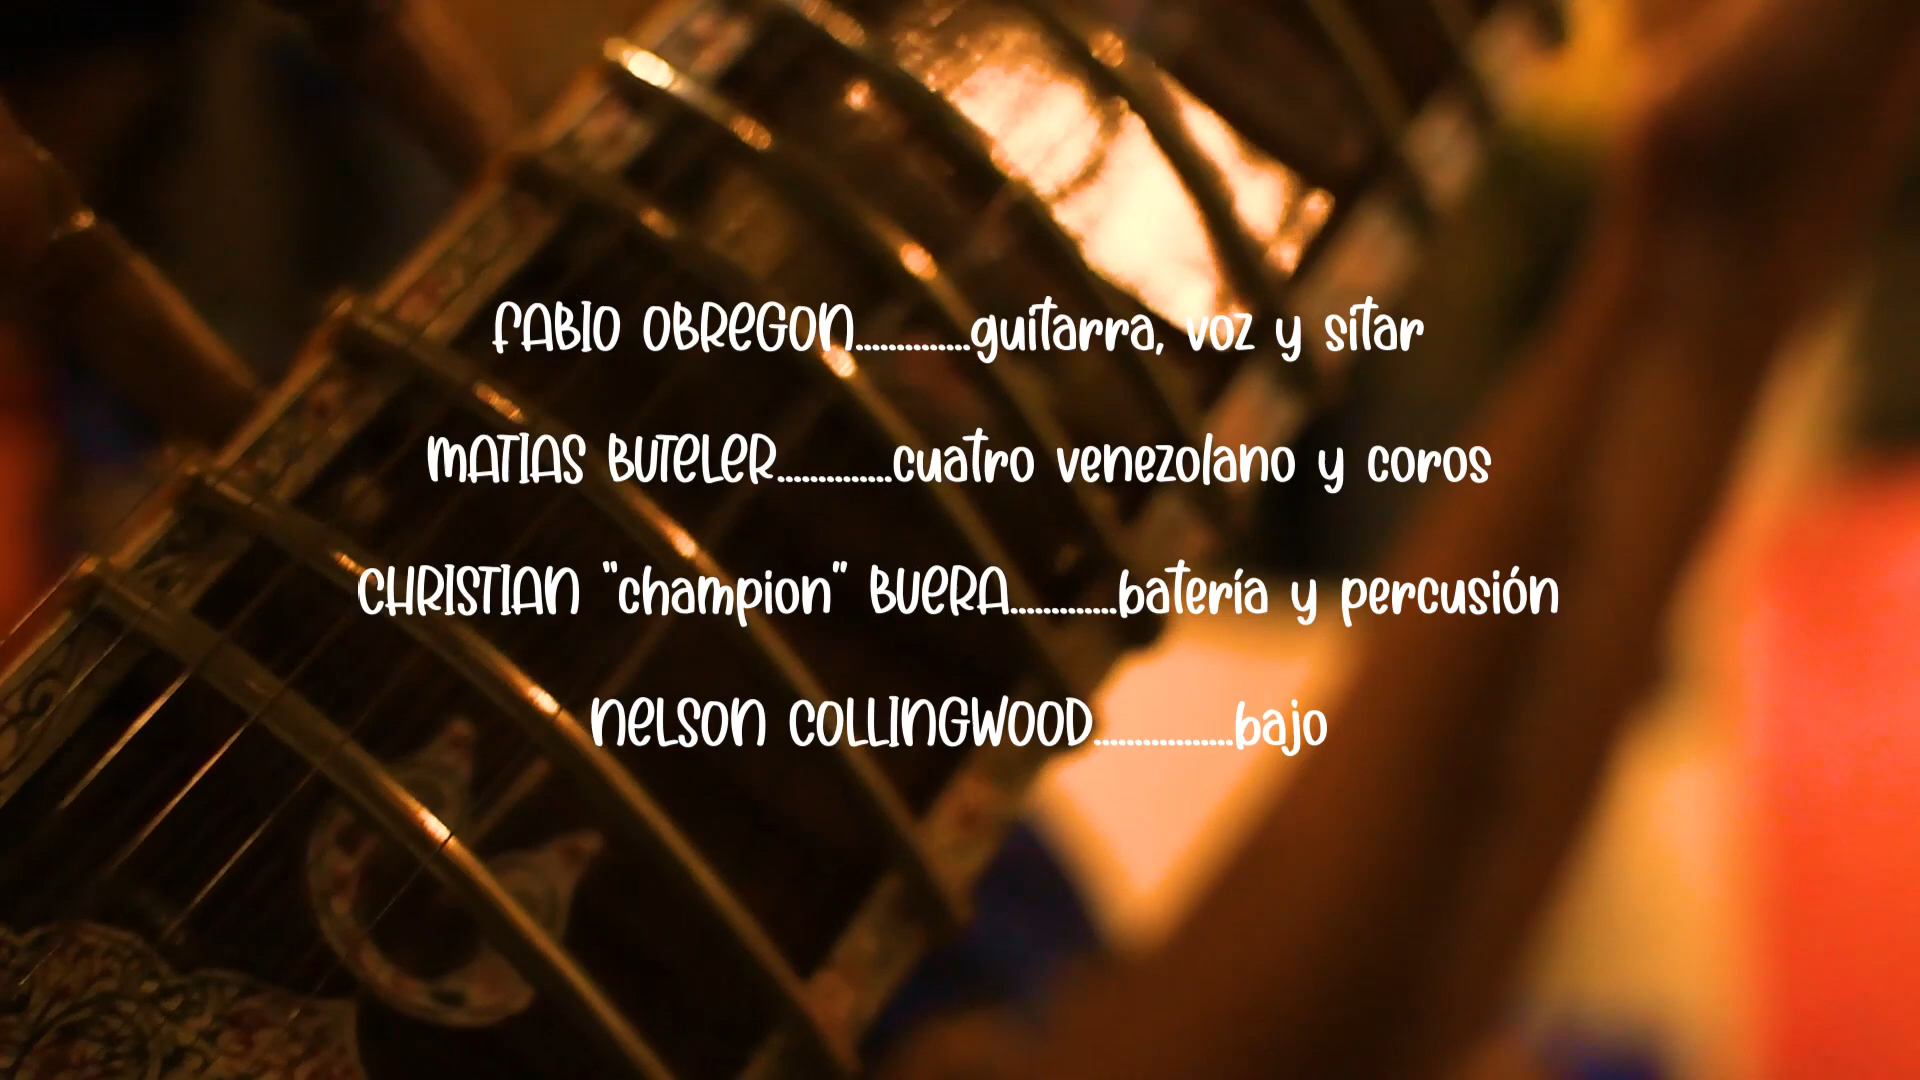 FABIO OBREGON..............guitarra, voz y sitar
MATIAS BUTELER..............cuatro venezolano y coros
CHRISTIAN "champion" BUERA.............batería y percusión
NELSON COLLINGWOOD.................bajo